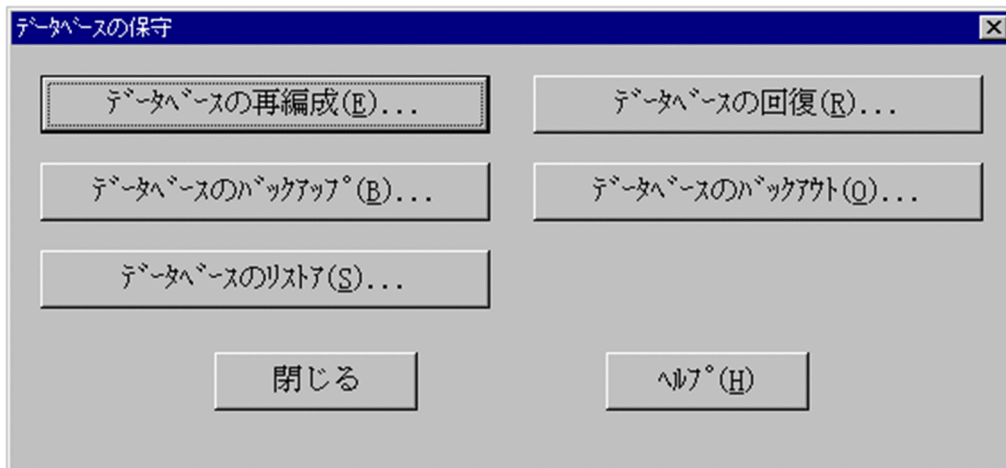 ﾃﾞｰﾀﾍﾞｰｽの保守
ﾃﾞｰﾀﾍﾞｰｽの再編成(E)...
ﾃﾞｰﾀﾍﾞｰｽの回復(R)...
ﾃﾞｰﾀﾍﾞｰｽのﾊﾞｯｸｱｯﾌﾟ(B)...
ﾃﾞｰﾀﾍﾞｰｽのﾊﾞｯｸｱｳﾄ(O)...
ﾃﾞｰﾀﾍﾞｰｽのﾘｽﾄｱ(S)...
閉じる
ﾍﾙﾌﾟ(H)